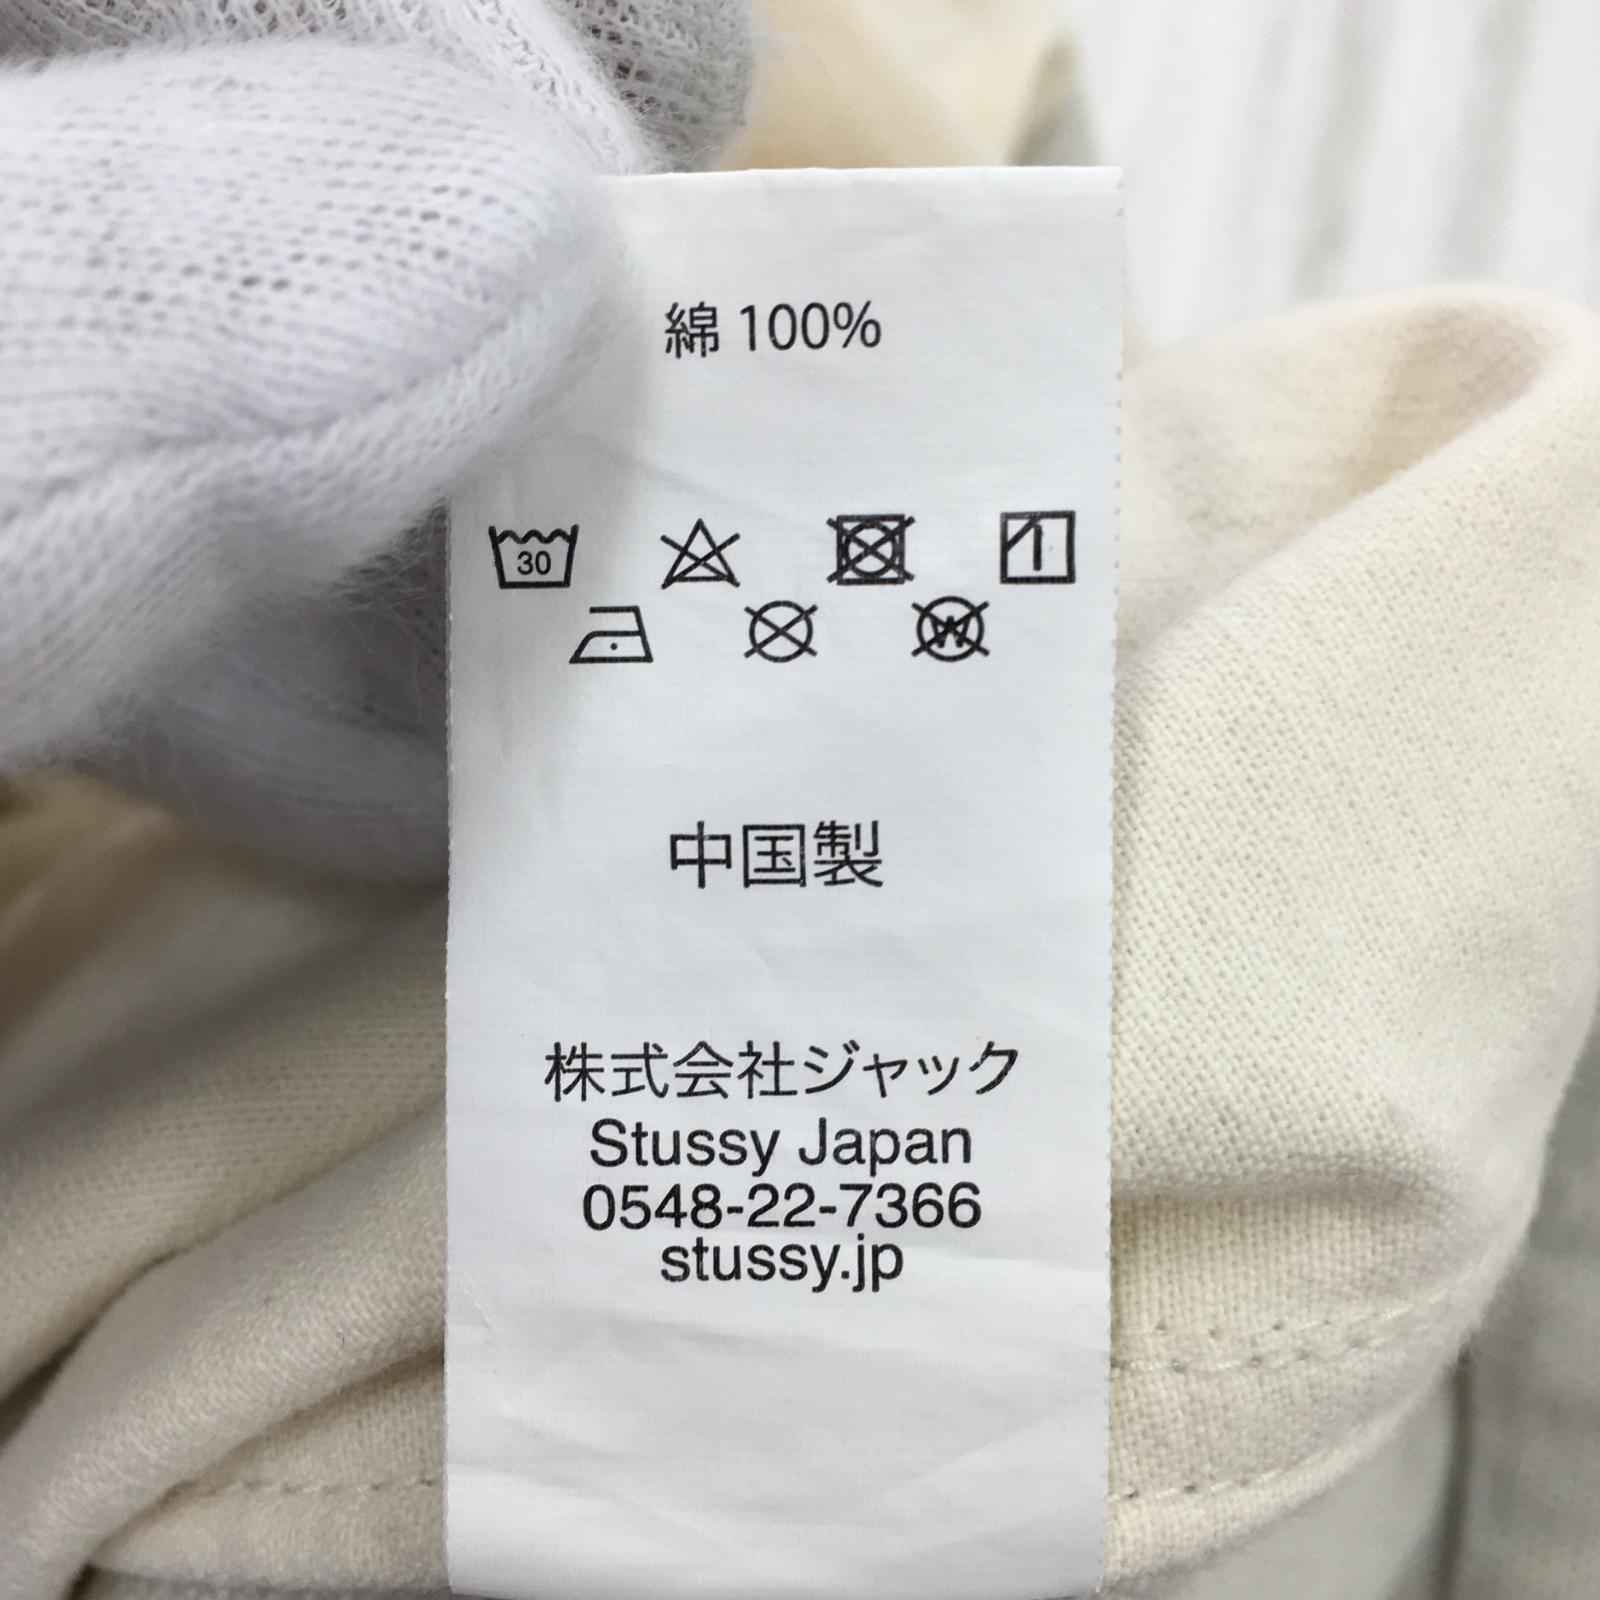 綿 100%
30
W
中国製
株式会社ジャック
Stussy Japan
0548-22-7366
stussy.jp